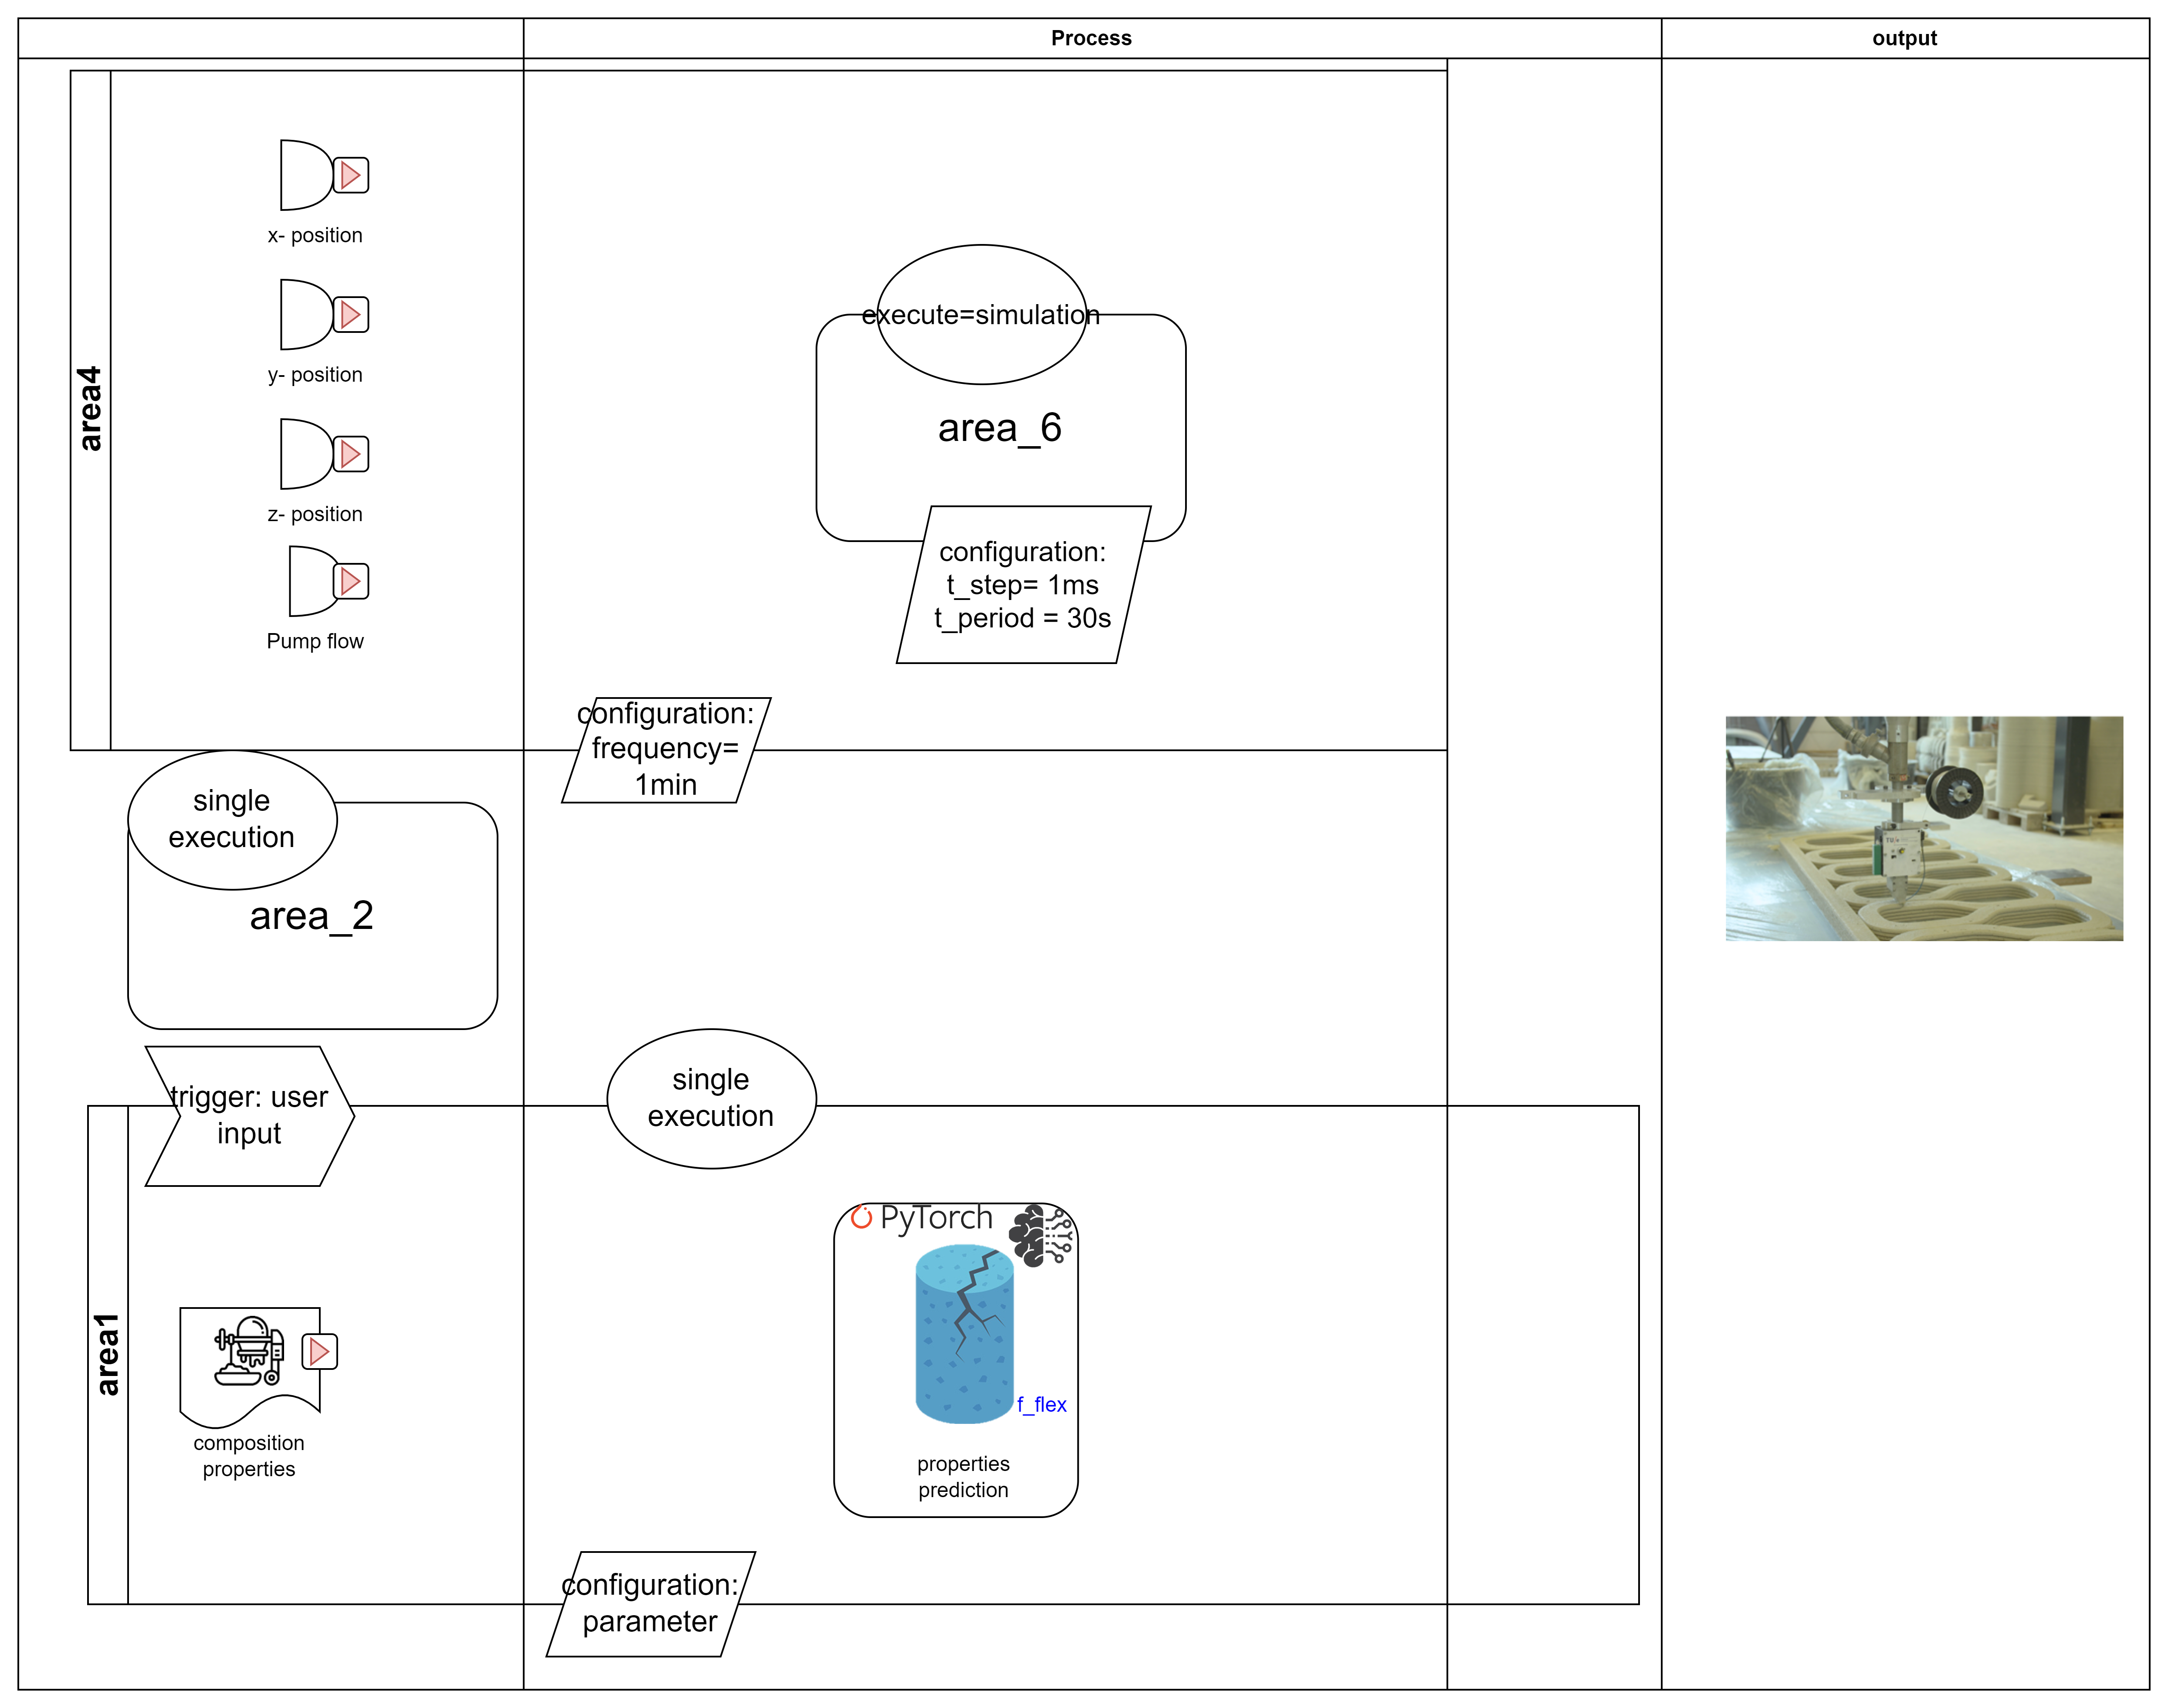 Process
output
area4
x- position
y- position
z- position
Pump flow
execute=simulation
area_6
configuration:
t_step= 1ms
t_period = 30s
configuration:
frequency=
1min
single
execution
area_2
trigger: user
input
single
execution
area1
composition
properties
PyTorch
f_flex
properties
prediction
configuration:
parameter